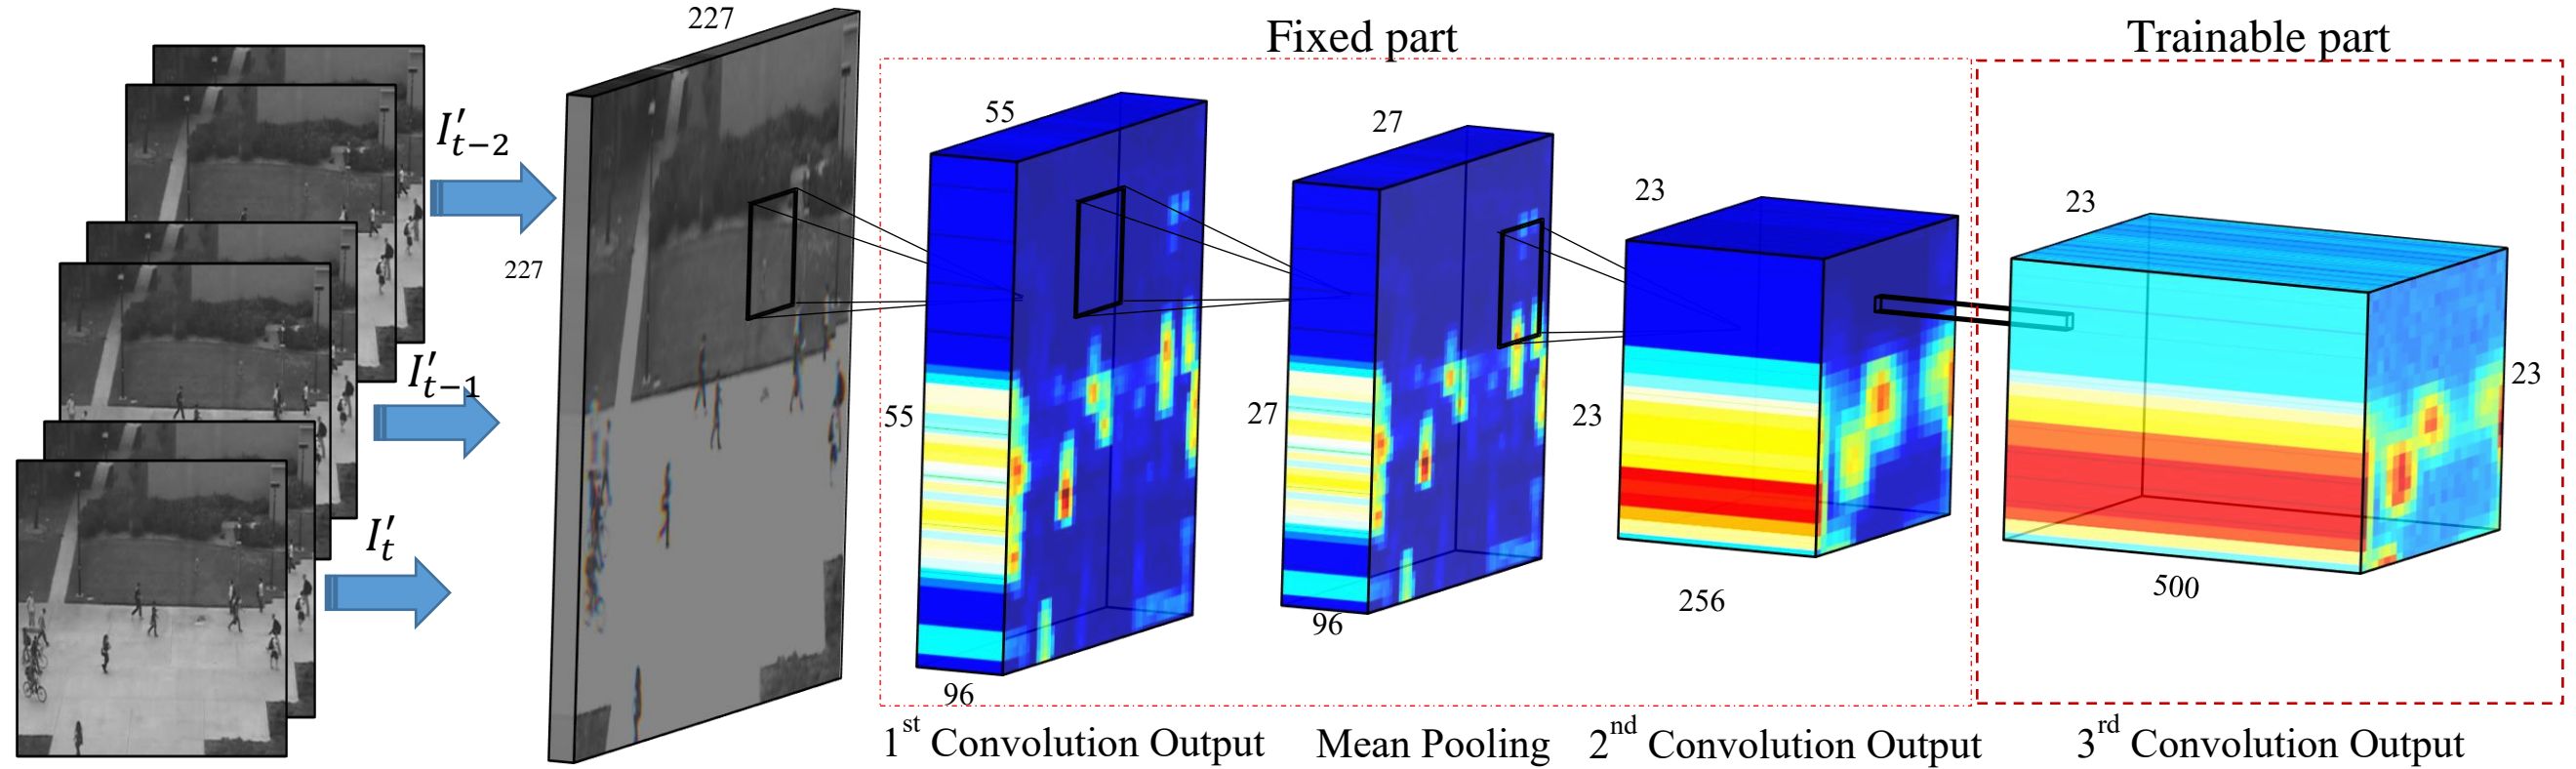 Fixed part
Trainable part
I′t−2
I′t−1
I′t
227
227
55
55
96
27
27
96
23
23
256
23
23
500
1st Convolution Output
Mean Pooling
2nd Convolution Output
3rd Convolution Output